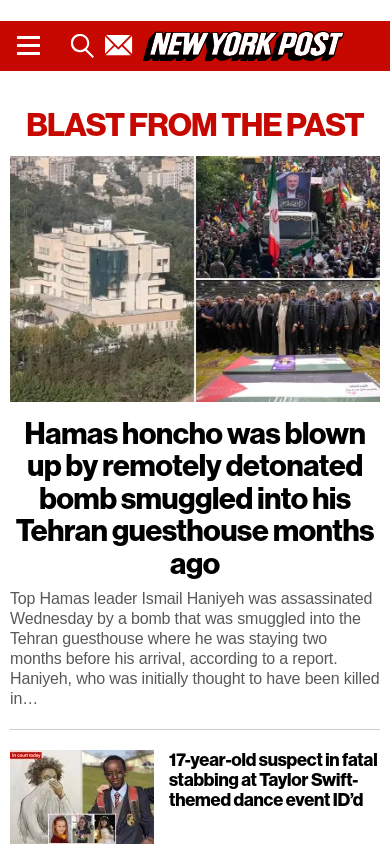 NEW YORK POST
BLAST FROM THE PAST
Hamas honcho was blown
up by remotely detonated
bomb smuggled into his
Tehran guesthouse months
ago
Top Hamas leader Ismail Haniyeh was assassinated
Wednesday by a bomb that was smuggled into the
Tehran guesthouse where he was staying two
months before his arrival, according to a report.
Haniyeh, who was initially thought to have been killed
in…
In court today
17-year-old suspect in fatal
stabbing at Taylor Swift-
themed dance event ID’d